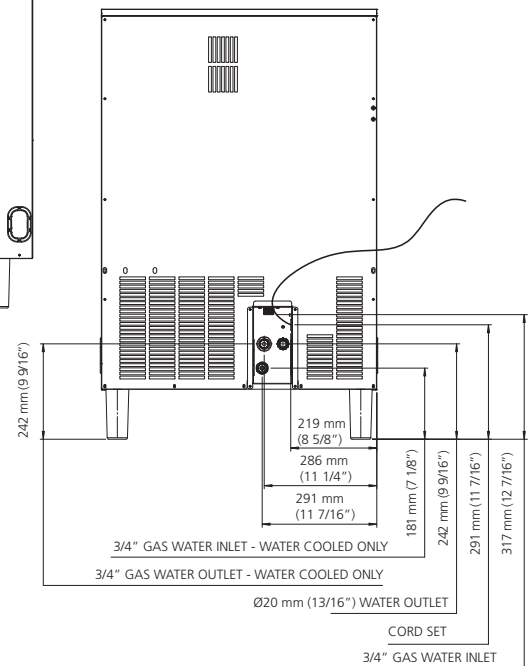 242 mm (9 9/16")
219 mm
(8 5/8")
286 mm
(11 1/4")
291 mm
(11 7/16")
181 mm (7 1/8")
242 mm (9 9/16")
291 mm (11 7/16")
317 mm (12 7/16")
3/4" GAS WATER INLET - WATER COOLED ONLY
3/4" GAS WATER OUTLET - WATER COOLED ONLY
Ø20 mm (13/16") WATER OUTLET
CORD SET
3/4" GAS WATER INLET